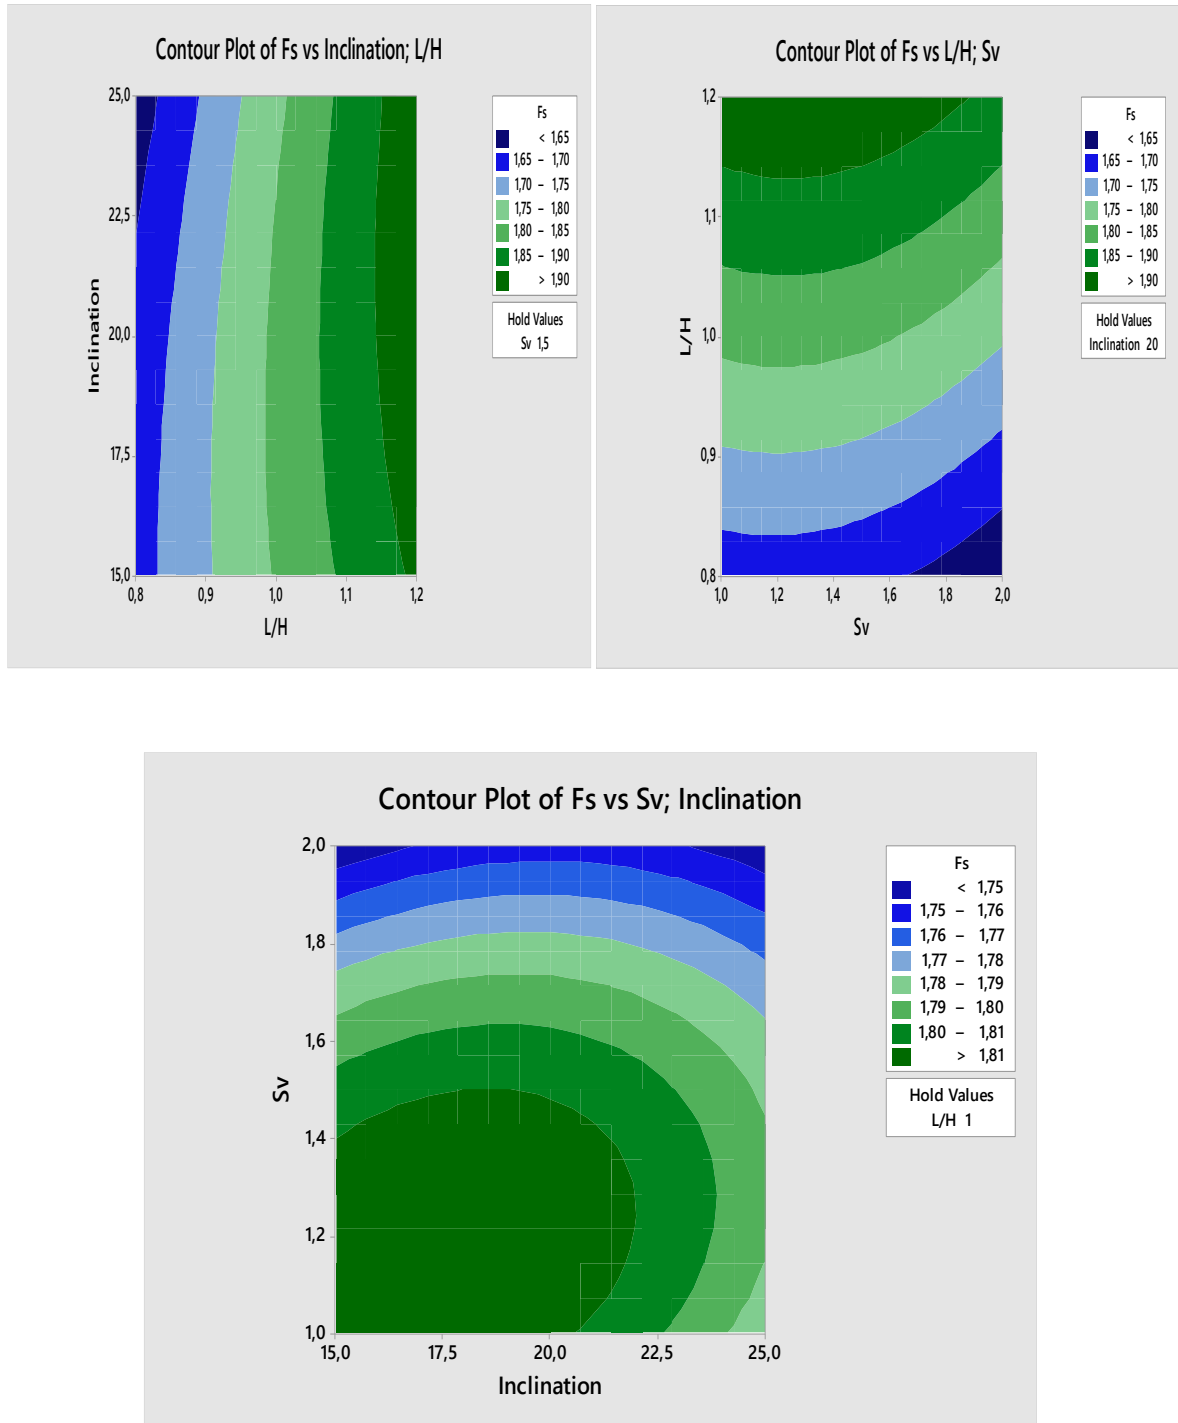 Contour Plot of Fs vs Inclination; L/H
25,0
22,5
20,0
17,5
15,0
Inclination
0,8 0,9 1,0 1,1 1,2
L/H
Fs
< 1,65
1,65 – 1,70
1,70 – 1,75
1,75 – 1,80
1,80 – 1,85
1,85 – 1,90
> 1,90
Hold Values
Sv 1,5
Contour Plot of Fs vs L/H; Sv
1,2
1,1
1,0
0,9
0,8
L/H
1,0 1,2 1,4 1,6 1,8 2,0
Sv
Fs
< 1,65
1,65 – 1,70
1,70 – 1,75
1,75 – 1,80
1,80 – 1,85
1,85 – 1,90
> 1,90
Hold Values
Inclination 20
Contour Plot of Fs vs Sv; Inclination
2,0
1,8
1,6
1,4
1,2
1,0
Sv
15,0 17,5 20,0 22,5 25,0
Inclination
Fs
< 1,75
1,75 – 1,76
1,76 – 1,77
1,77 – 1,78
1,78 – 1,79
1,79 – 1,80
1,80 – 1,81
> 1,81
Hold Values
L/H 1